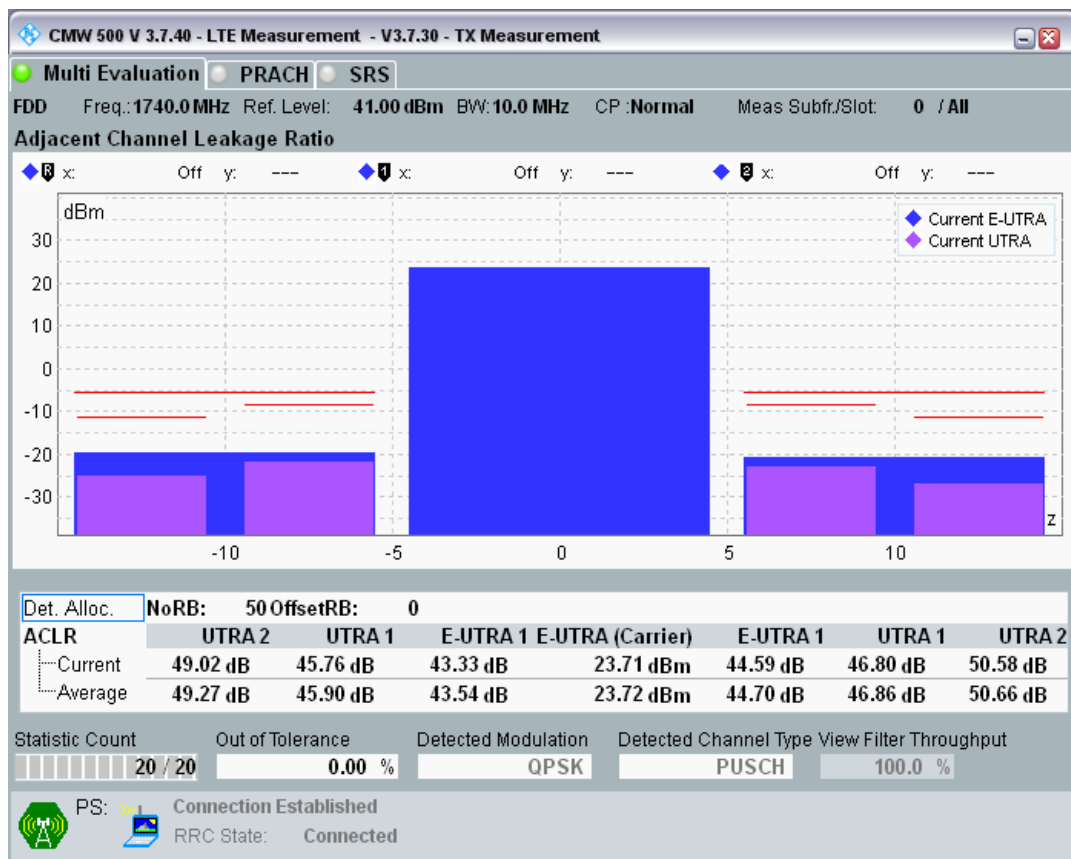 CMW 500 V 3.7.40 - LTE Measurement - V3.7.30 - TX Measurement
Multi Evaluation PRACH SRS
FDD Freq.:1740.0 MHz Ref. Level: 41.00 dBm BW:10.0 MHz CP :Normal Meas Subfr./Slot: 0 / All
Adjacent Channel Leakage Ratio
R x: Off y: --- 1 x: Off y: --- 2 x: Off y: ---
dBm
Current E-UTRA
Current UTRA
30
20
10
0
-10
-20
-30
z
-10 -5 0 5 10
Det. Alloc. NoRB: 50 OffsetRB: 0
ACLR UTRA 2 UTRA 1 E-UTRA 1 E-UTRA (Carrier) E-UTRA 1 UTRA 1 UTRA 2
Current 49.02 dB 45.76 dB 43.33 dB 23.71 dBm 44.59 dB 46.80 dB 50.58 dB
Average 49.27 dB 45.90 dB 43.54 dB 23.72 dBm 44.70 dB 46.86 dB 50.66 dB
Statistic Count Out of Tolerance Detected Modulation Detected Channel Type View Filter Throughput
20 / 20 0.00 % QPSK PUSCH 100.0 %
PS: Connection Established
RRC State: Connected